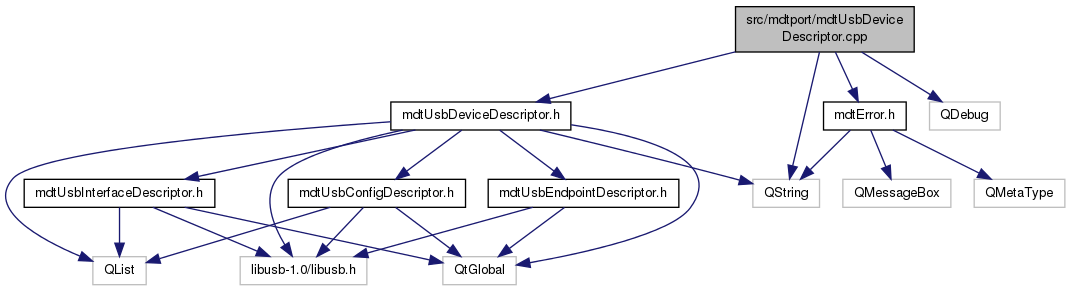 src/mdtport/mdtUsbDevice
Descriptor.cpp
mdtUsbDeviceDescriptor.h
mdtError.h
QDebug
mdtUsbInterfaceDescriptor.h
mdtUsbConfigDescriptor.h
mdtUsbEndpointDescriptor.h
QString
QMessageBox
QMetaType
QList
libusb-1.0/libusb.h
QtGlobal